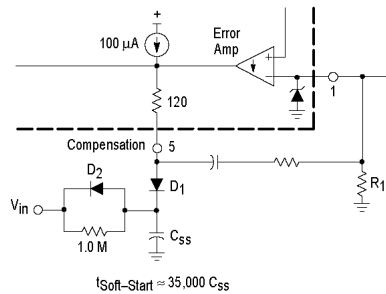 +
100 µA
Error
Amp
+
−
1
120
Compensation
5
D2
D1
R1
Vin
1.0 M
Css
tSoft–Start ≈ 35,000 Css